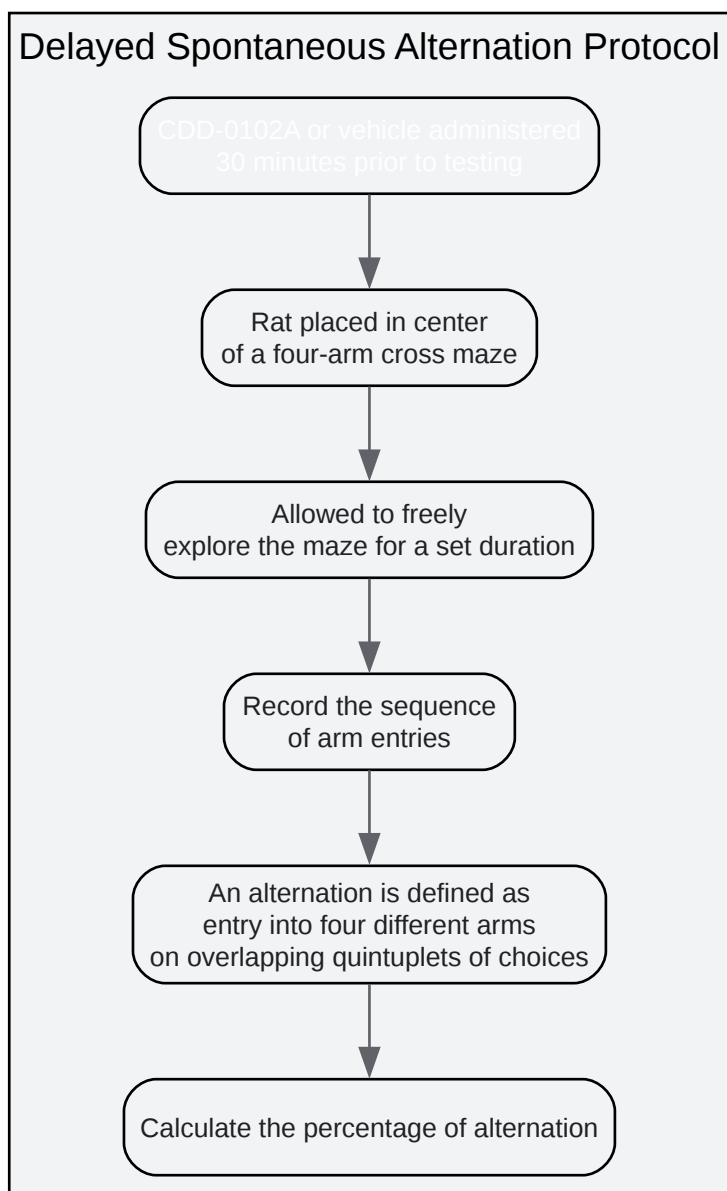 Delayed Spontaneous Alternation Protocol
CDD-0102A or vehicle administered
30 minutes prior to testing
Rat placed in center
of a four-arm cross maze
Allowed to freely
explore the maze for a set duration
Record the sequence
of arm entries
An alternation is defined as
entry into four different arms
on overlapping quintuplets of choices
Calculate the percentage of alternation